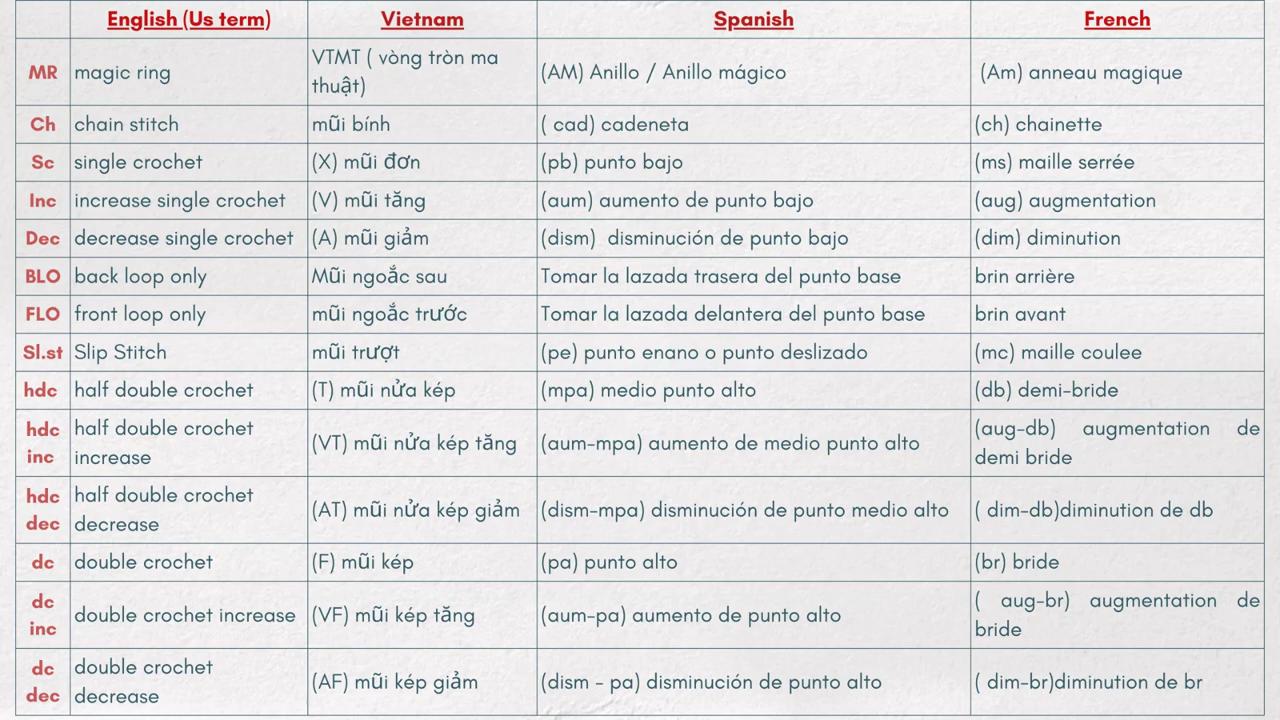 English (Us term) Vietnam Spanish French
MR magic ring VTMT ( vòng tròn ma thuật) (AM) Anillo / Anillo mágico (Am) anneau magique
Ch chain stitch mũi bính ( cad) cadeneta (ch) chainette
Sc single crochet (X) mũi đơn (pb) punto bajo (ms) maille serrée
Inc increase single crochet (V) mũi tăng (aum) aumento de punto bajo (aug) augmentation
Dec decrease single crochet (A) mũi giảm (dism) disminución de punto bajo (dim) diminution
BLO back loop only Mũi ngoắc sau Tomar la lazada trasera del punto base brin arrière
FLO front loop only mũi ngoắc trước Tomar la lazada delantera del punto base brin avant
Sl.st Slip Stitch mũi trượt (pe) punto enano o punto deslizado (mc) maille coulee
hdc half double crochet (T) mũi nửa kép (mpa) medio punto alto (db) demi-bride
hdc inc half double crochet increase (VT) mũi nửa kép tăng (aum-mpa) aumento de medio punto alto (aug-db) augmentation de demi bride
hdc dec half double crochet decrease (AT) mũi nửa kép giảm (dism-mpa) disminución de punto medio alto ( dim-db)diminution de db
dc double crochet (F) mũi kép (pa) punto alto (br) bride
dc inc double crochet increase (VF) mũi kép tăng (aum-pa) aumento de punto alto ( aug-br) augmentation de bride
dc dec double crochet decrease (AF) mũi kép giảm (dism - pa) disminución de punto alto ( dim-br)diminution de br